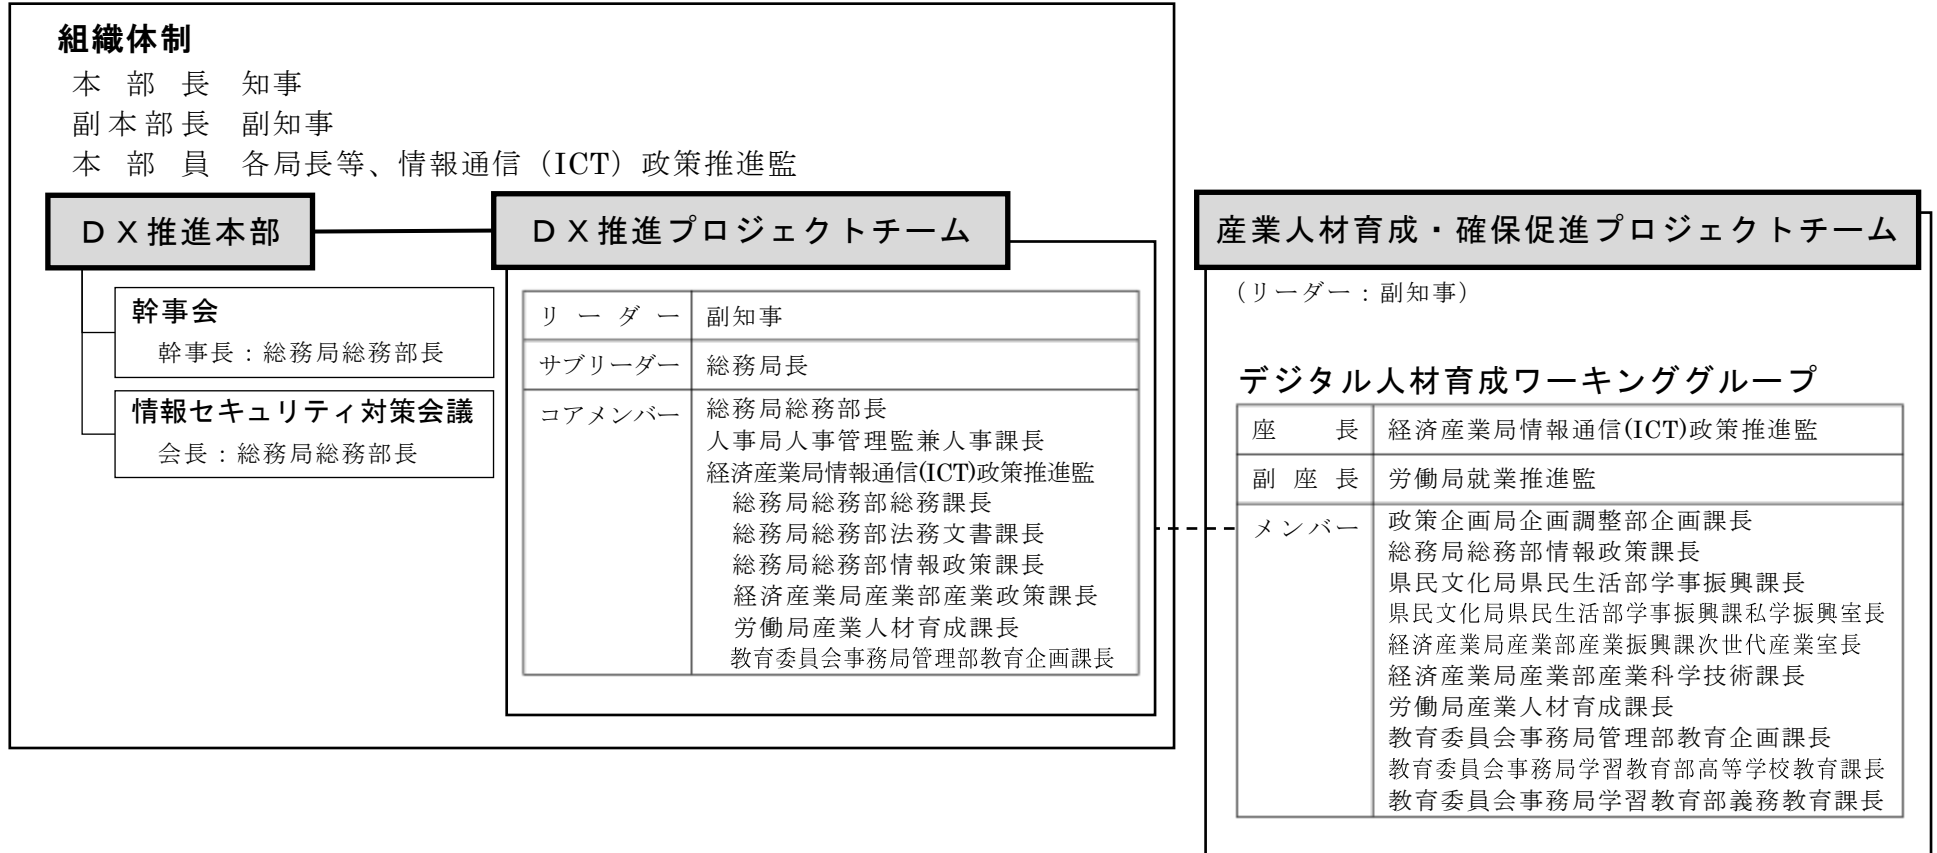 組織体制
本部長 知事
副本部長 副知事
本部員 各局長等、情報通信（ICT）政策推進監
ＤＸ推進本部
幹事会
幹事長：総務局総務部長
情報セキュリティ対策会議
会長：総務局総務部長
ＤＸ推進プロジェクトチーム
リーダー 副知事
サブリーダー 総務局長
コアメンバー 総務局総務部長
人事局人事管理監兼人事課長
経済産業局情報通信(ICT)政策推進監
総務局総務部総務課長
総務局総務部法務文書課長
総務局総務部情報政策課長
経済産業局産業部産業政策課長
労働局産業人材育成課長
教育委員会事務局管理部教育企画課長
産業人材育成・確保促進プロジェクトチーム
（リーダー：副知事）
デジタル人材育成ワーキンググループ
座長 経済産業局情報通信(ICT)政策推進監
副座長 労働局就業推進監
メンバー 政策企画局企画調整部企画課長
総務局総務部情報政策課長
県民文化局県民生活部学事振興課長
県民文化局県民生活部学事振興課私学振興室長
経済産業局産業部産業振興課次世代産業室長
経済産業局産業部産業科学技術課長
労働局産業人材育成課長
教育委員会事務局管理部教育企画課長
教育委員会事務局学習教育部高等学校教育課長
教育委員会事務局学習教育部義務教育課長